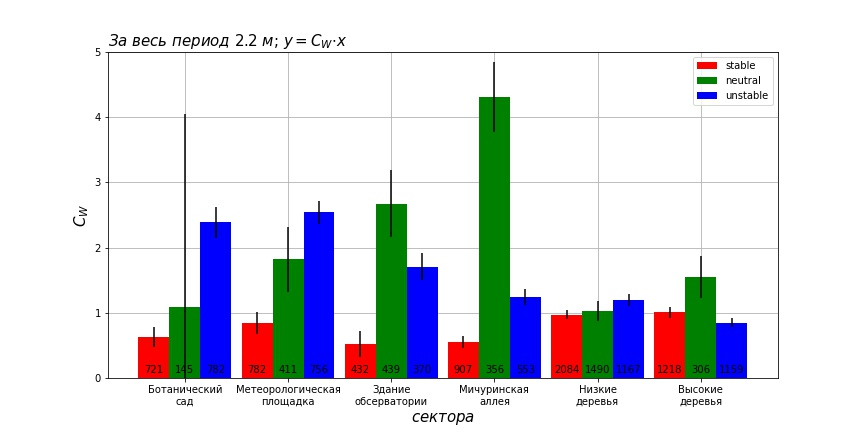 За весь период 2.2 м; y = C_W·x
5
4
3
2
1
0
C_W
stable
neutral
unstable
721 145 782 782 411 756 432 439 320 907 356 553 2084 1490 1167 1218 306 1159
Ботанический Метеорологическая Здание Мичуринская Низкие Высокие
сад площадка обсерватории аллея деревья деревья
сектора